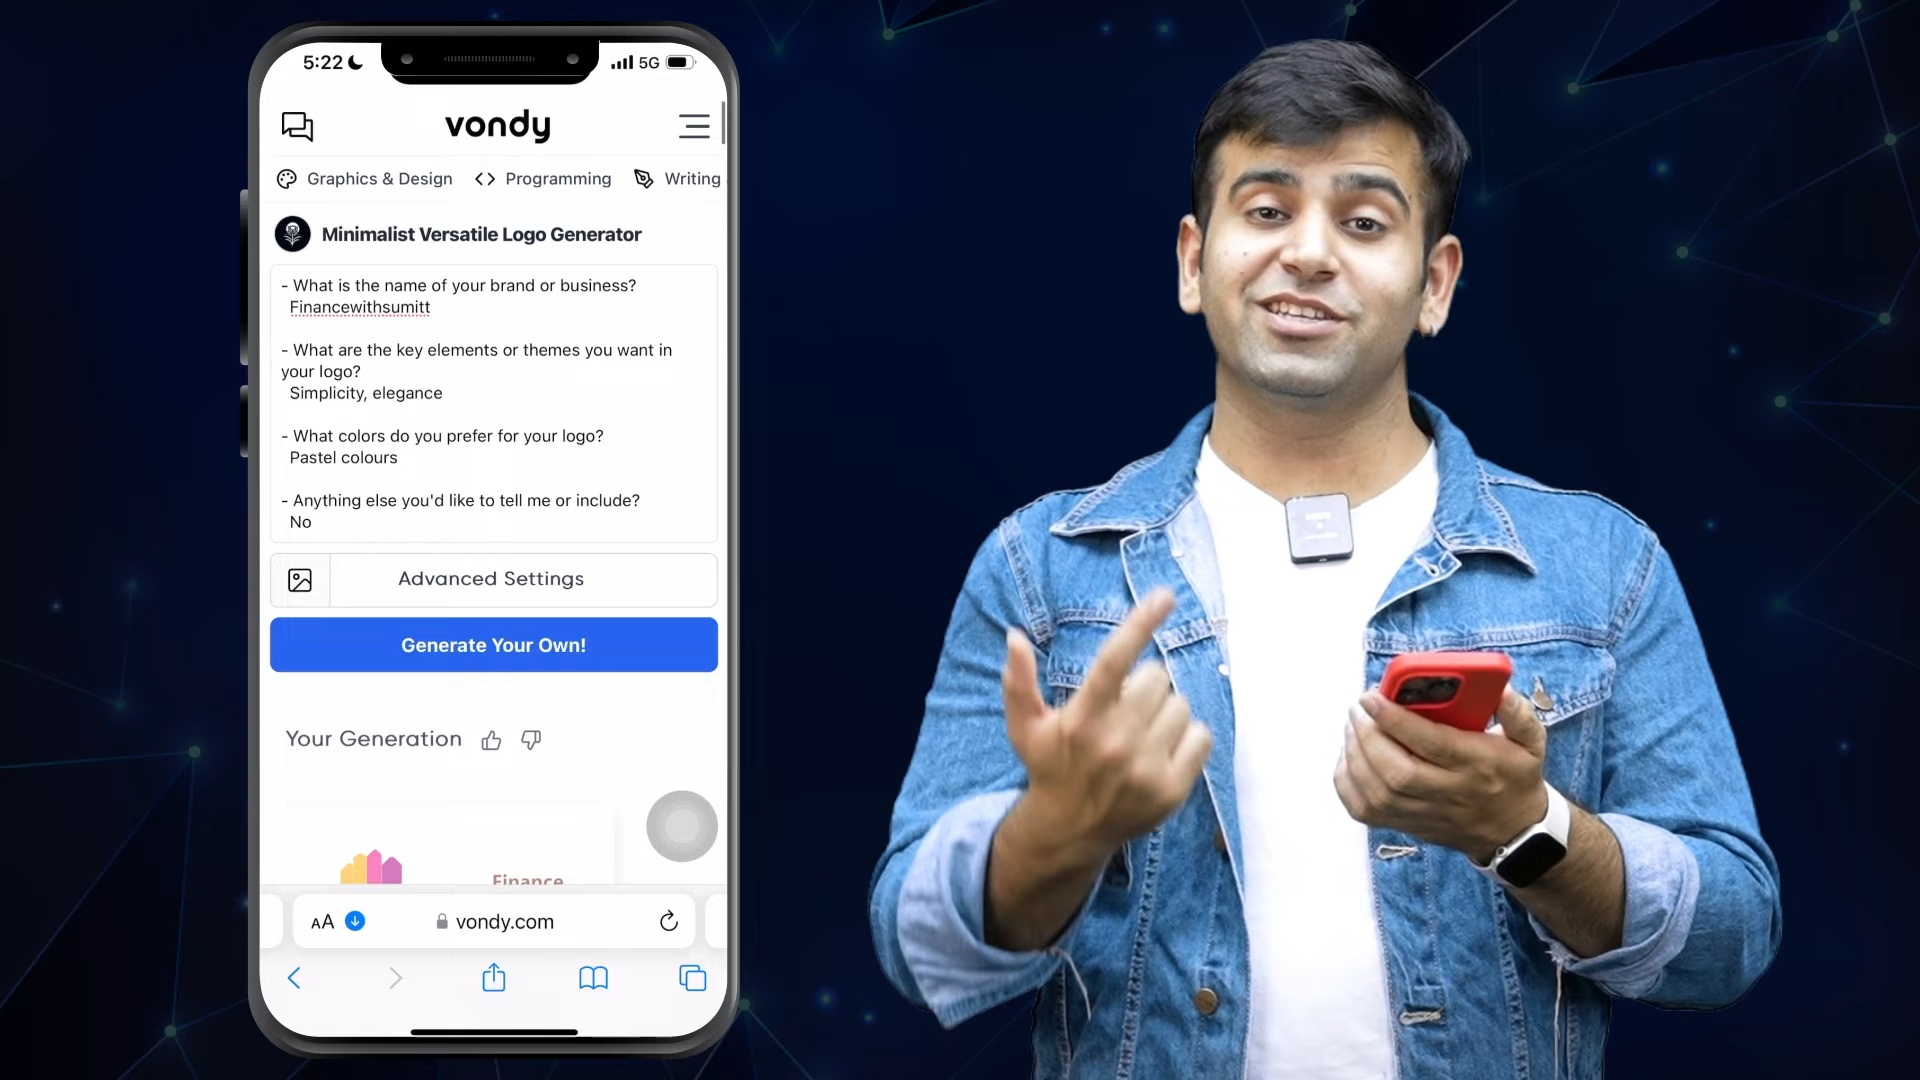 5:22 5G
vondy
Graphics & Design Programming Writing
Minimalist Versatile Logo Generator
- What is the name of your brand or business?
Financewithsumitt
- What are the key elements or themes you want in
your logo?
Simplicity, elegance
- What colors do you prefer for your logo?
Pastel colours
- Anything else you'd like to tell me or include?
No
Advanced Settings
Generate Your Own!
Your Generation
Finance
AA vondy.com